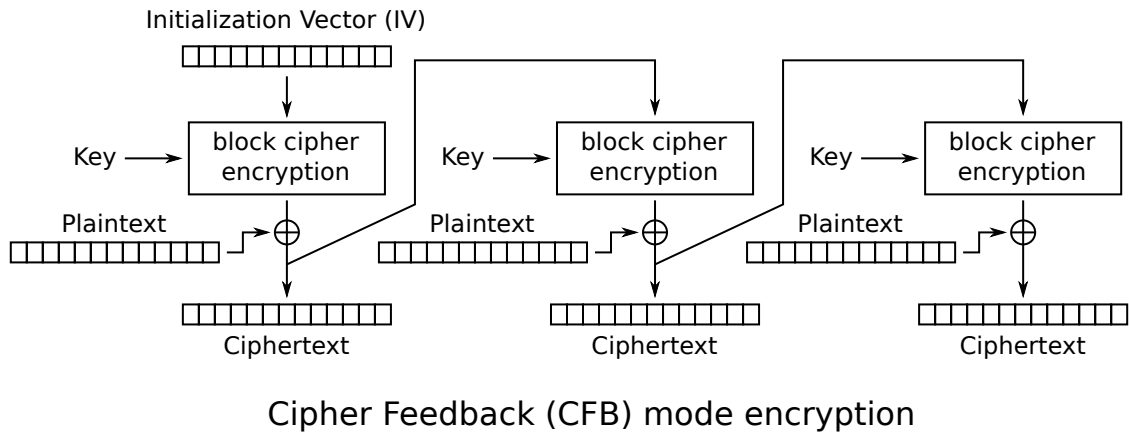 Initialization Vector (IV)
Key
block cipher
encryption
Plaintext
Ciphertext
Key
block cipher
encryption
Plaintext
Ciphertext
Key
block cipher
encryption
Plaintext
Ciphertext
Cipher Feedback (CFB) mode encryption